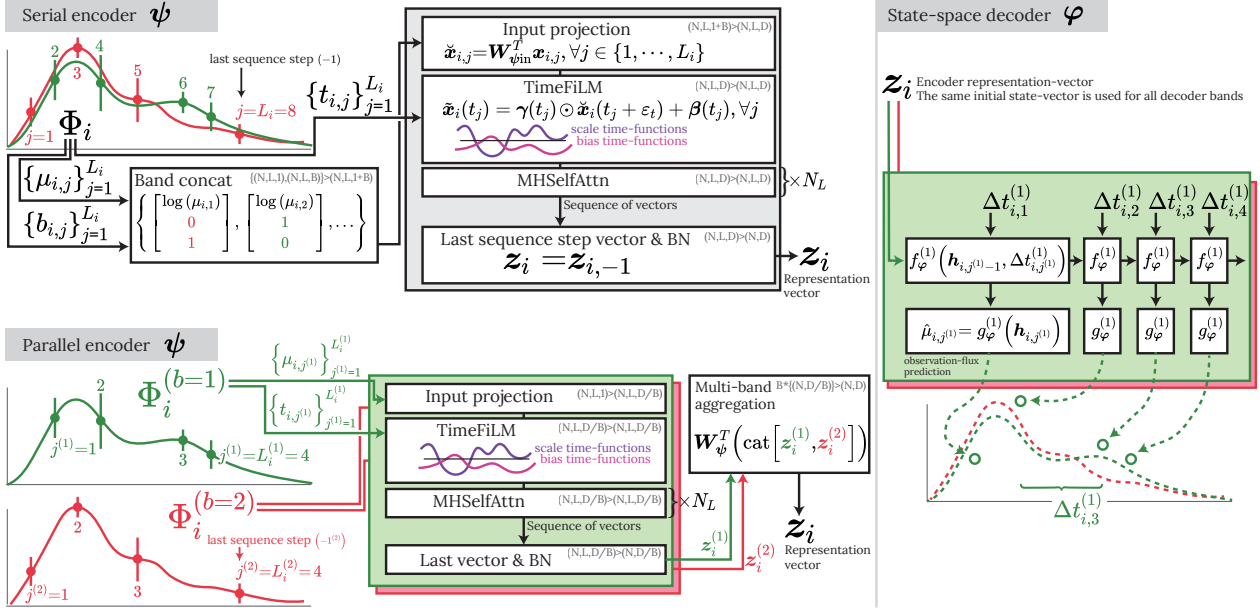 Serial encoder ψ
2 4
3
5
6
7
j=1
last sequence step (-1)
j=L_i=8
Φ_i
{t_{i,j}}_{j=1}^{L_i}
{μ_{i,j}}_{j=1}^{L_i}
{b_{i,j}}_{j=1}^{L_i}
Band concat {(N,L,1),(N,L,B)}>(N,L,1+B)
{ [ log(μ_{i,1}) 0 1 ], [ log(μ_{i,2}) 1 0 ], ... }
Input projection (N,L,1+B)>(N,L,D)
x̆_{i,j}=W_{ψin}^T x_{i,j}, ∀j ∈ {1, ⋯, L_i}
TimeFiLM (N,L,D)>(N,L,D)
x̃_i(t_j) = γ(t_j) ⊙ x̆_i(t_j + ε_t) + β(t_j), ∀j
scale time-functions
bias time-functions
MHSelfAttn (N,L,D)>(N,L,D)
}×N_L
Sequence of vectors
Last sequence step vector & BN (N,L,D)>(N,D)
z_i = z̃_{i,-1}
z_i
Representation
vector
Parallel encoder ψ
Φ_i^{(b=1)}
{μ_{i,j^{(1)}}}_{j^{(1)}=1}^{L_i^{(1)}}
{t_{i,j^{(1)}}}_{j^{(1)}=1}^{L_i^{(1)}}
2
j^{(1)}=1
3
j^{(1)}=L_i^{(1)}=4
Φ_i^{(b=2)}
2
last sequence step (-1^{(2)})
j^{(2)}=L_i^{(2)}=4
j^{(2)}=1
3
Input projection (N,L,1)>(N,L,D/B)
TimeFiLM (N,L,D/B)>(N,L,D/B)
scale time-functions
bias time-functions
MHSelfAttn (N,L,D/B)>(N,L,D/B)
}×N_L
Sequence of vectors
Last vector & BN (N,L,D/B)>(N,D/B)
z_i^{(1)}
z_i^{(2)}
Multi-band B*{(N,D/B)}>(N,D)
aggregation
W_ψ^T(cat[z_i^{(1)},z_i^{(2)}])
z_i
Representation
vector
State-space decoder φ
z_i Encoder representation-vector
The same initial state-vector is used for all decoder bands
Δt_{i,1}^{(1)} Δt_{i,2}^{(1)} Δt_{i,3}^{(1)} Δt_{i,4}^{(1)}
f_φ^{(1)}(h_{i,j^{(1)}-1}, Δt_{i,j^{(1)}}^{(1)}) f_φ^{(1)} f_φ^{(1)} f_φ^{(1)}
μ̂_{i,j^{(1)}}=g_φ^{(1)}(h_{i,j^{(1)}}) g_φ^{(1)} g_φ^{(1)} g_φ^{(1)}
observation-flux
prediction
Δt_{i,3}^{(1)}